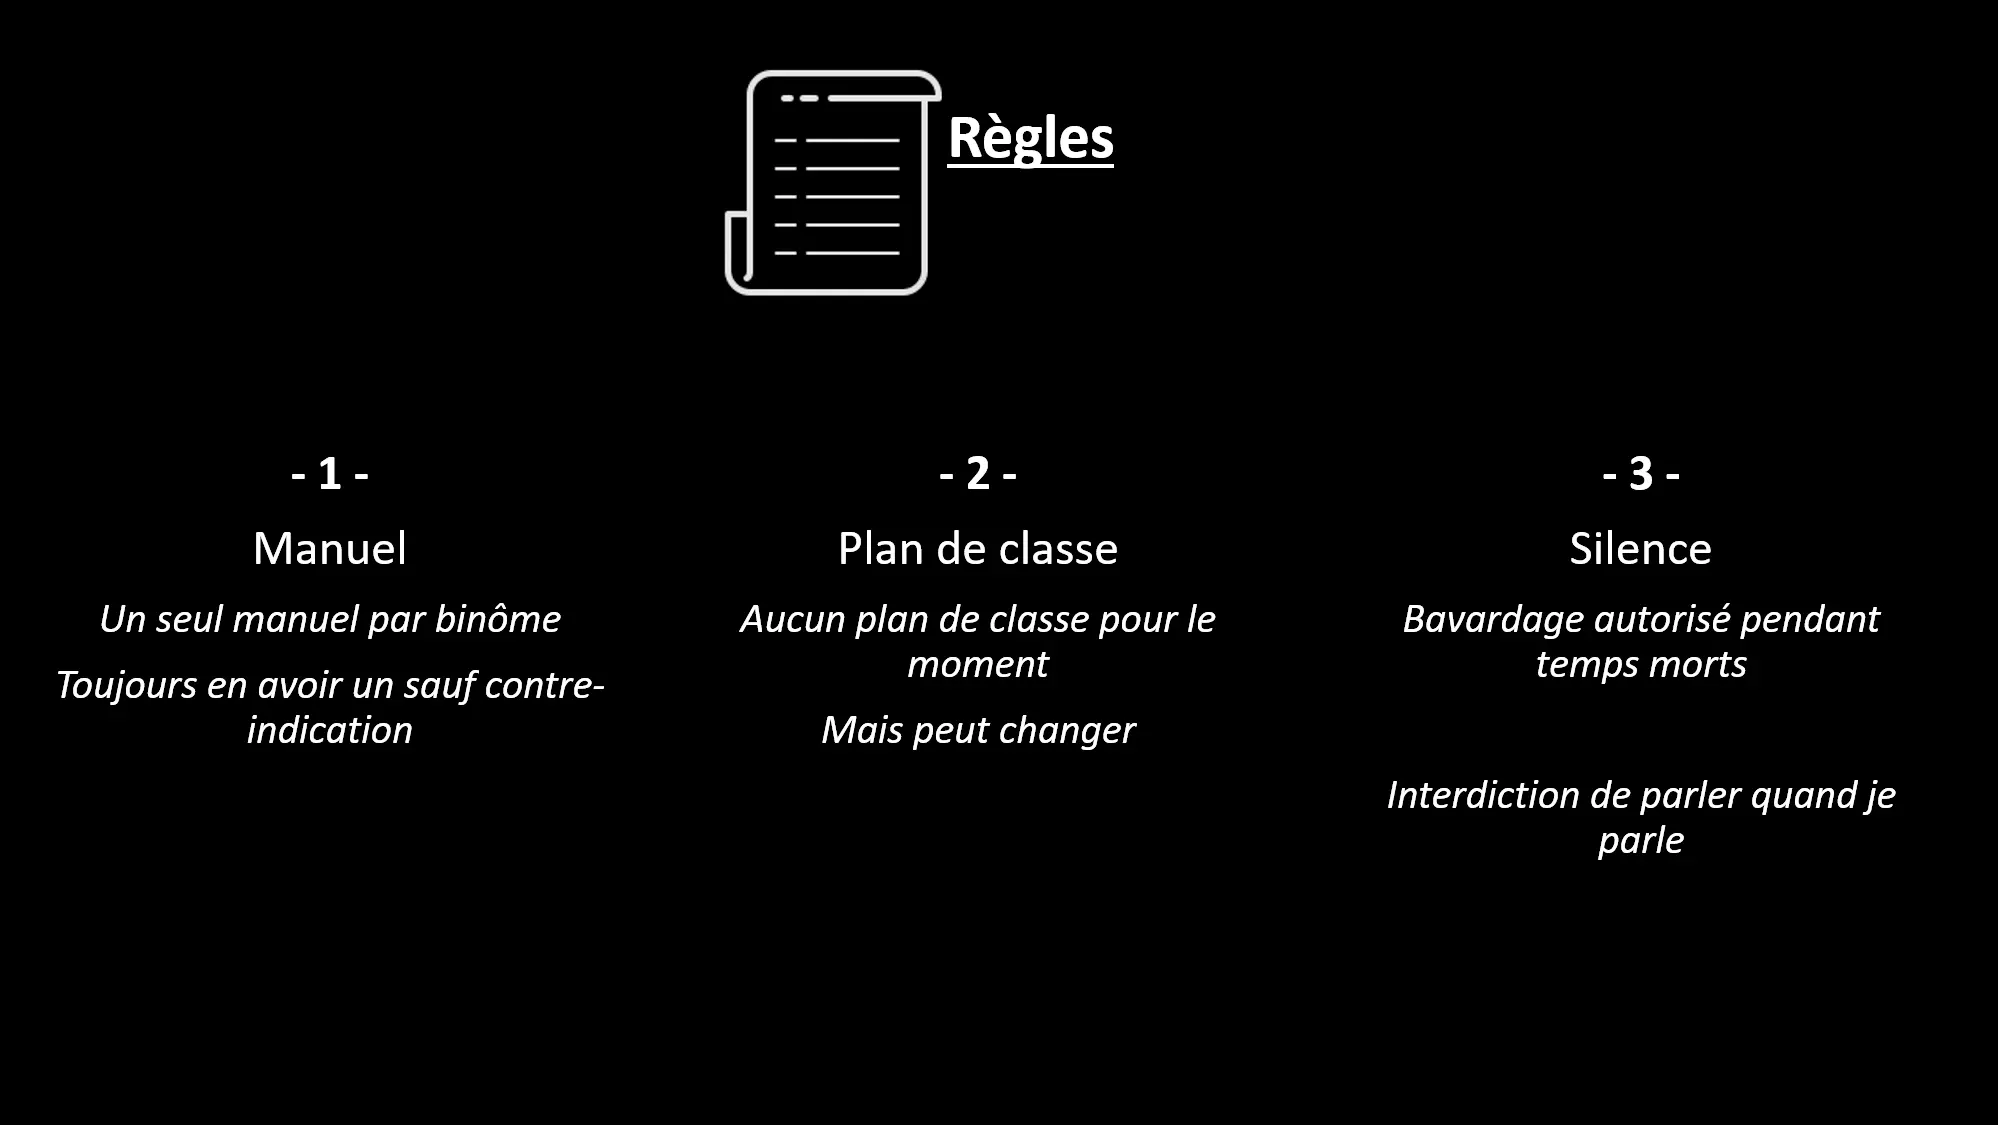 Règles
- 1 -
Manuel
Un seul manuel par binôme
Toujours en avoir un sauf contre-
indication
- 2 -
Plan de classe
Aucun plan de classe pour le
moment
Mais peut changer
- 3 -
Silence
Bavardage autorisé pendant
temps morts
Interdiction de parler quand je
parle